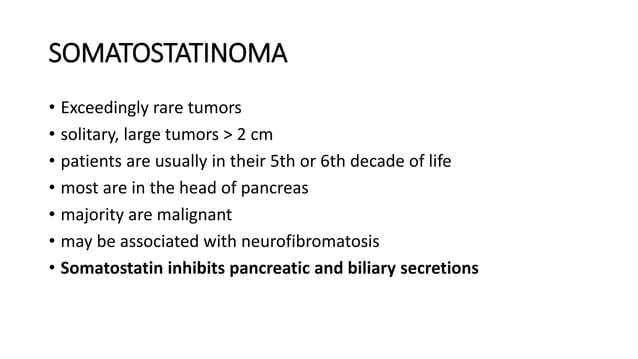 SOMATOSTATINOMA
• Exceedingly rare tumors
• solitary, large tumors > 2 cm
• patients are usually in their 5th or 6th decade of life
• most are in the head of pancreas
• majority are malignant
• may be associated with neurofibromatosis
• Somatostatin inhibits pancreatic and biliary secretions